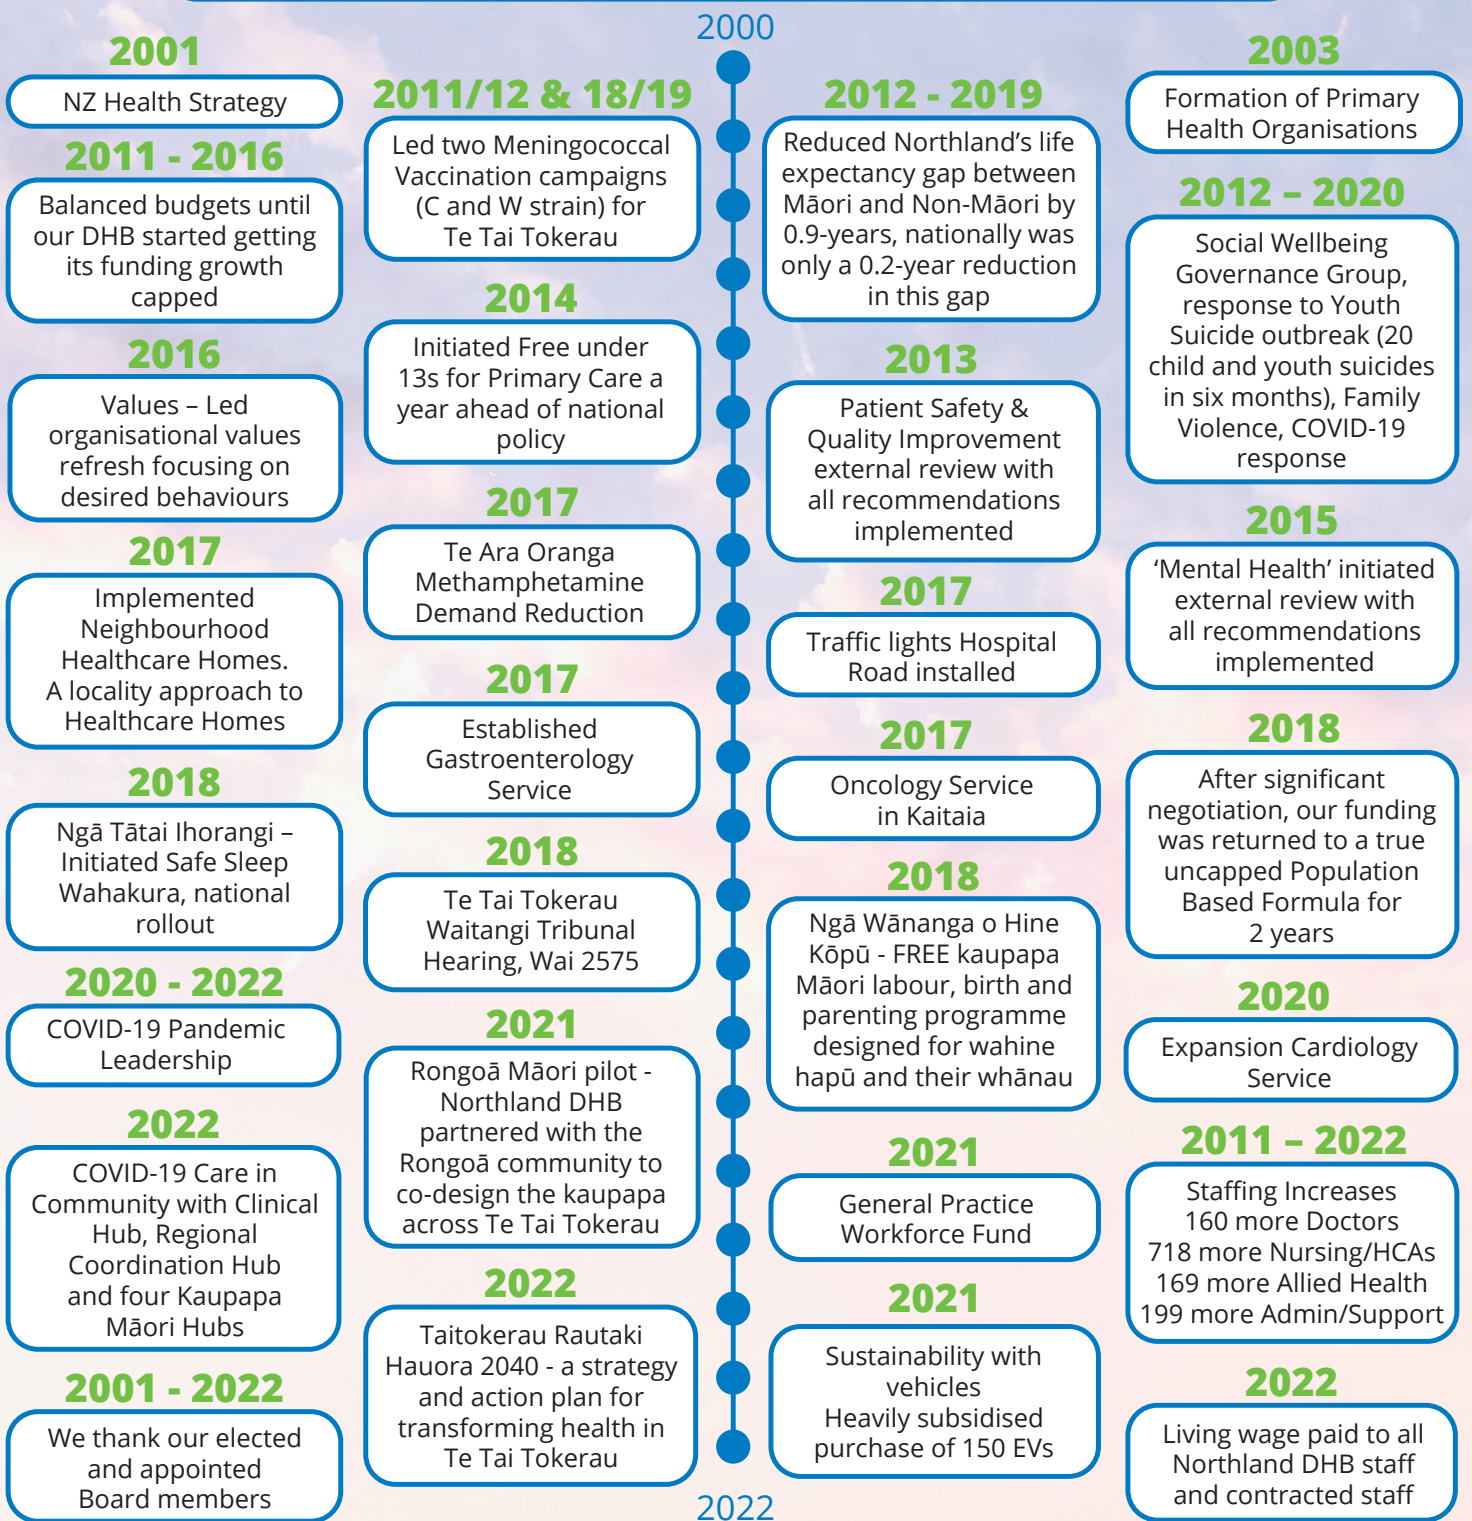 2000
2001
NZ Health Strategy
2011 - 2016
Balanced budgets until
our DHB started getting
its funding growth
capped
2016
Values – Led
organisational values
refresh focusing on
desired behaviours
2017
Implemented
Neighbourhood
Healthcare Homes.
A locality approach to
Healthcare Homes
2018
Ngā Tātai Ihorangi –
Initiated Safe Sleep
Wahakura, national
rollout
2020 - 2022
COVID-19 Pandemic
Leadership
2022
COVID-19 Care in
Community with Clinical
Hub, Regional
Coordination Hub
and four Kaupapa
Māori Hubs
2001 - 2022
We thank our elected
and appointed
Board members
2011/12 & 18/19
Led two Meningococcal
Vaccination campaigns
(C and W strain) for
Te Tai Tokerau
2014
Initiated Free under
13s for Primary Care a
year ahead of national
policy
2017
Te Ara Oranga
Methamphetamine
Demand Reduction
2017
Established
Gastroenterology
Service
2018
Te Tai Tokerau
Waitangi Tribunal
Hearing, Wai 2575
2021
Rongoā Māori pilot -
Northland DHB
partnered with the
Rongoā community to
co-design the kaupapa
across Te Tai Tokerau
2022
Taitokerau Rautaki
Hauora 2040 - a strategy
and action plan for
transforming health in
Te Tai Tokerau
2012 - 2019
Reduced Northland’s life
expectancy gap between
Māori and Non-Māori by
0.9-years, nationally was
only a 0.2-year reduction
in this gap
2013
Patient Safety &
Quality Improvement
external review with
all recommendations
implemented
2017
Traffic lights Hospital
Road installed
2017
Oncology Service
in Kaitaia
2018
Ngā Wānanga o Hine
Kōpū - FREE kaupapa
Māori labour, birth and
parenting programme
designed for wahine
hapū and their whānau
2021
General Practice
Workforce Fund
2021
Sustainability with
vehicles
Heavily subsidised
purchase of 150 EVs
2003
Formation of Primary
Health Organisations
2012 – 2020
Social Wellbeing
Governance Group,
response to Youth
Suicide outbreak (20
child and youth suicides
in six months), Family
Violence, COVID-19
response
2015
‘Mental Health’ initiated
external review with
all recommendations
implemented
2018
After significant
negotiation, our funding
was returned to a true
uncapped Population
Based Formula for
2 years
2020
Expansion Cardiology
Service
2011 – 2022
Staffing Increases
160 more Doctors
718 more Nursing/HCAs
169 more Allied Health
199 more Admin/Support
2022
Living wage paid to all
Northland DHB staff
and contracted staff
2022